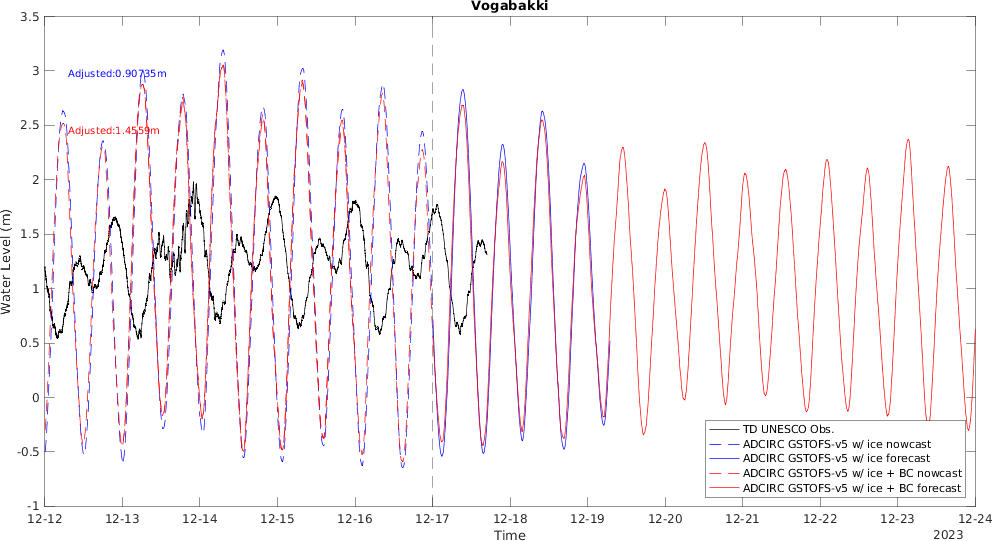 Vogabakki
3.5
3
2.5
2
1.5
1
0.5
0
-0.5
-1
Water Level (m)
Adjusted:0.90735m
Adjusted:1.4559m
TD UNESCO Obs.
ADCIRC GSTOFS-v5 w/ ice nowcast
ADCIRC GSTOFS-v5 w/ ice forecast
ADCIRC GSTOFS-v5 w/ ice + BC nowcast
ADCIRC GSTOFS-v5 w/ ice + BC forecast
12-12 12-13 12-14 12-15 12-16 12-17 12-18 12-19 12-20 12-21 12-22 12-23 12-24
Time
2023